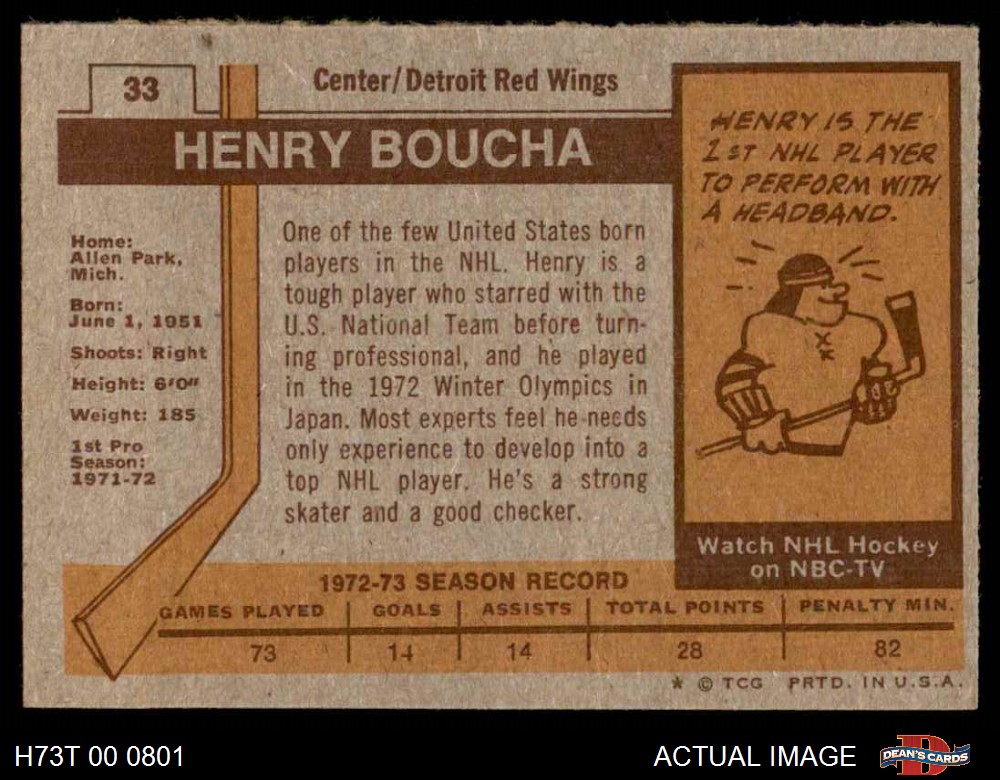 33
Center/Detroit Red Wings
HENRY BOUCHA
Home:
Allen Park,
Mich.
Born:
June 1, 1951
Shoots: Right
Height: 6'0"
Weight: 185
1st Pro
Season:
1971-72
One of the few United States born
players in the NHL. Henry is a
tough player who starred with the
U.S. National Team before turn-
ing professional, and he played
in the 1972 Winter Olympics in
Japan. Most experts feel he needs
only experience to develop into a
top NHL player. He's a strong
skater and a good checker.
HENRY IS THE
1ST NHL PLAYER
TO PERFORM WITH
A HEADBAND.
Watch NHL Hockey
on NBC-TV
1972-73 SEASON RECORD
GAMES PLAYED GOALS ASSISTS TOTAL POINTS PENALTY MIN.
73 14 14 28 82
* © TCG PRTD. IN U.S.A.
H73T 00 0801
ACTUAL IMAGE
DEAN'S CARDS